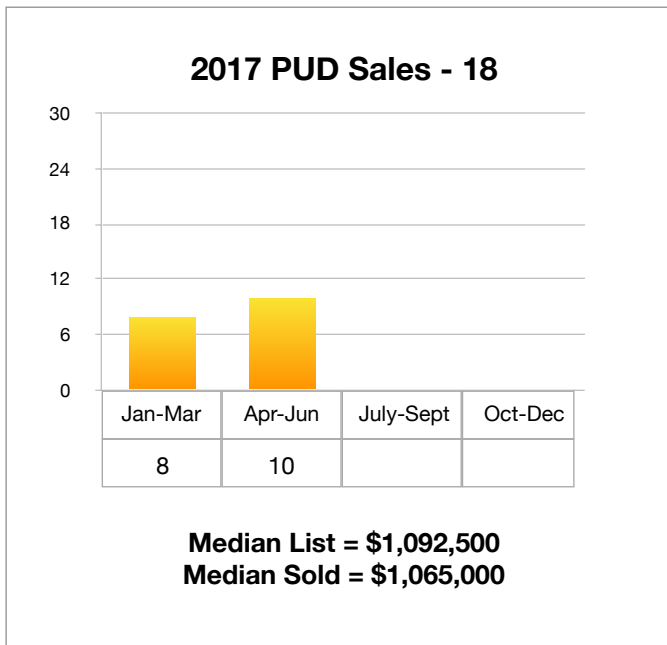 2017 PUD Sales - 18
30
24
18
12
6
0
Jan-Mar Apr-Jun July-Sept Oct-Dec
8 10
Median List = $1,092,500
Median Sold = $1,065,000